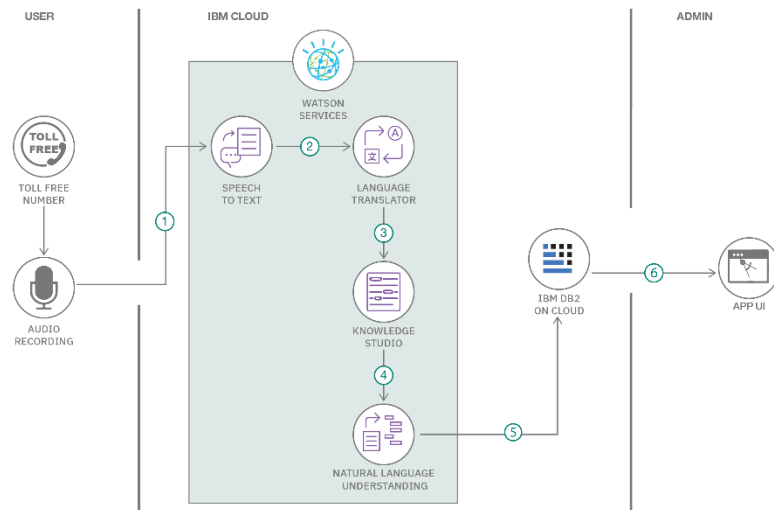 USER
IBM CLOUD
ADMIN
WATSON
SERVICES
TOLL
FREE
TOLL FREE
NUMBER
AUDIO
RECORDING
1
SPEECH
TO TEXT
2
A
文
LANGUAGE
TRANSLATOR
3
KNOWLEDGE
STUDIO
4
NATURAL LANGUAGE
UNDERSTANDING
5
IBM DB2
ON CLOUD
6
APP UI